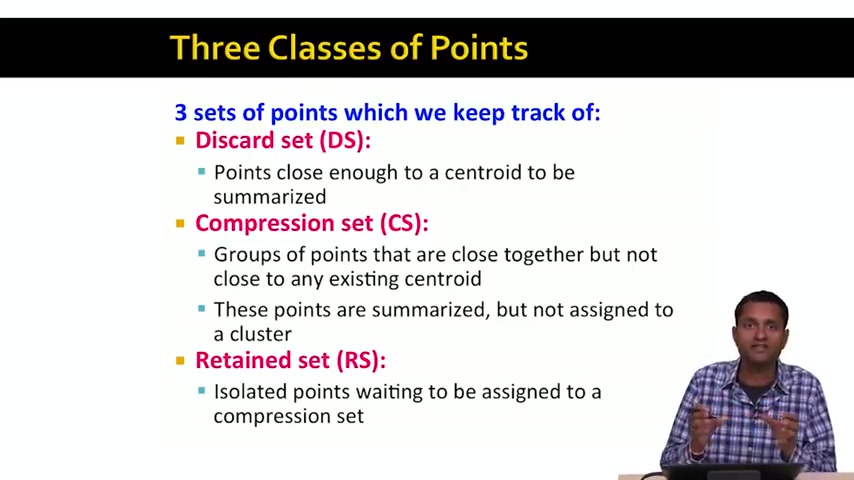 Three Classes of Points
3 sets of points which we keep track of:
Discard set (DS):
Points close enough to a centroid to be
summarized
Compression set (CS):
Groups of points that are close together but not
close to any existing centroid
These points are summarized, but not assigned to
a cluster
Retained set (RS):
Isolated points waiting to be assigned to a
compression set